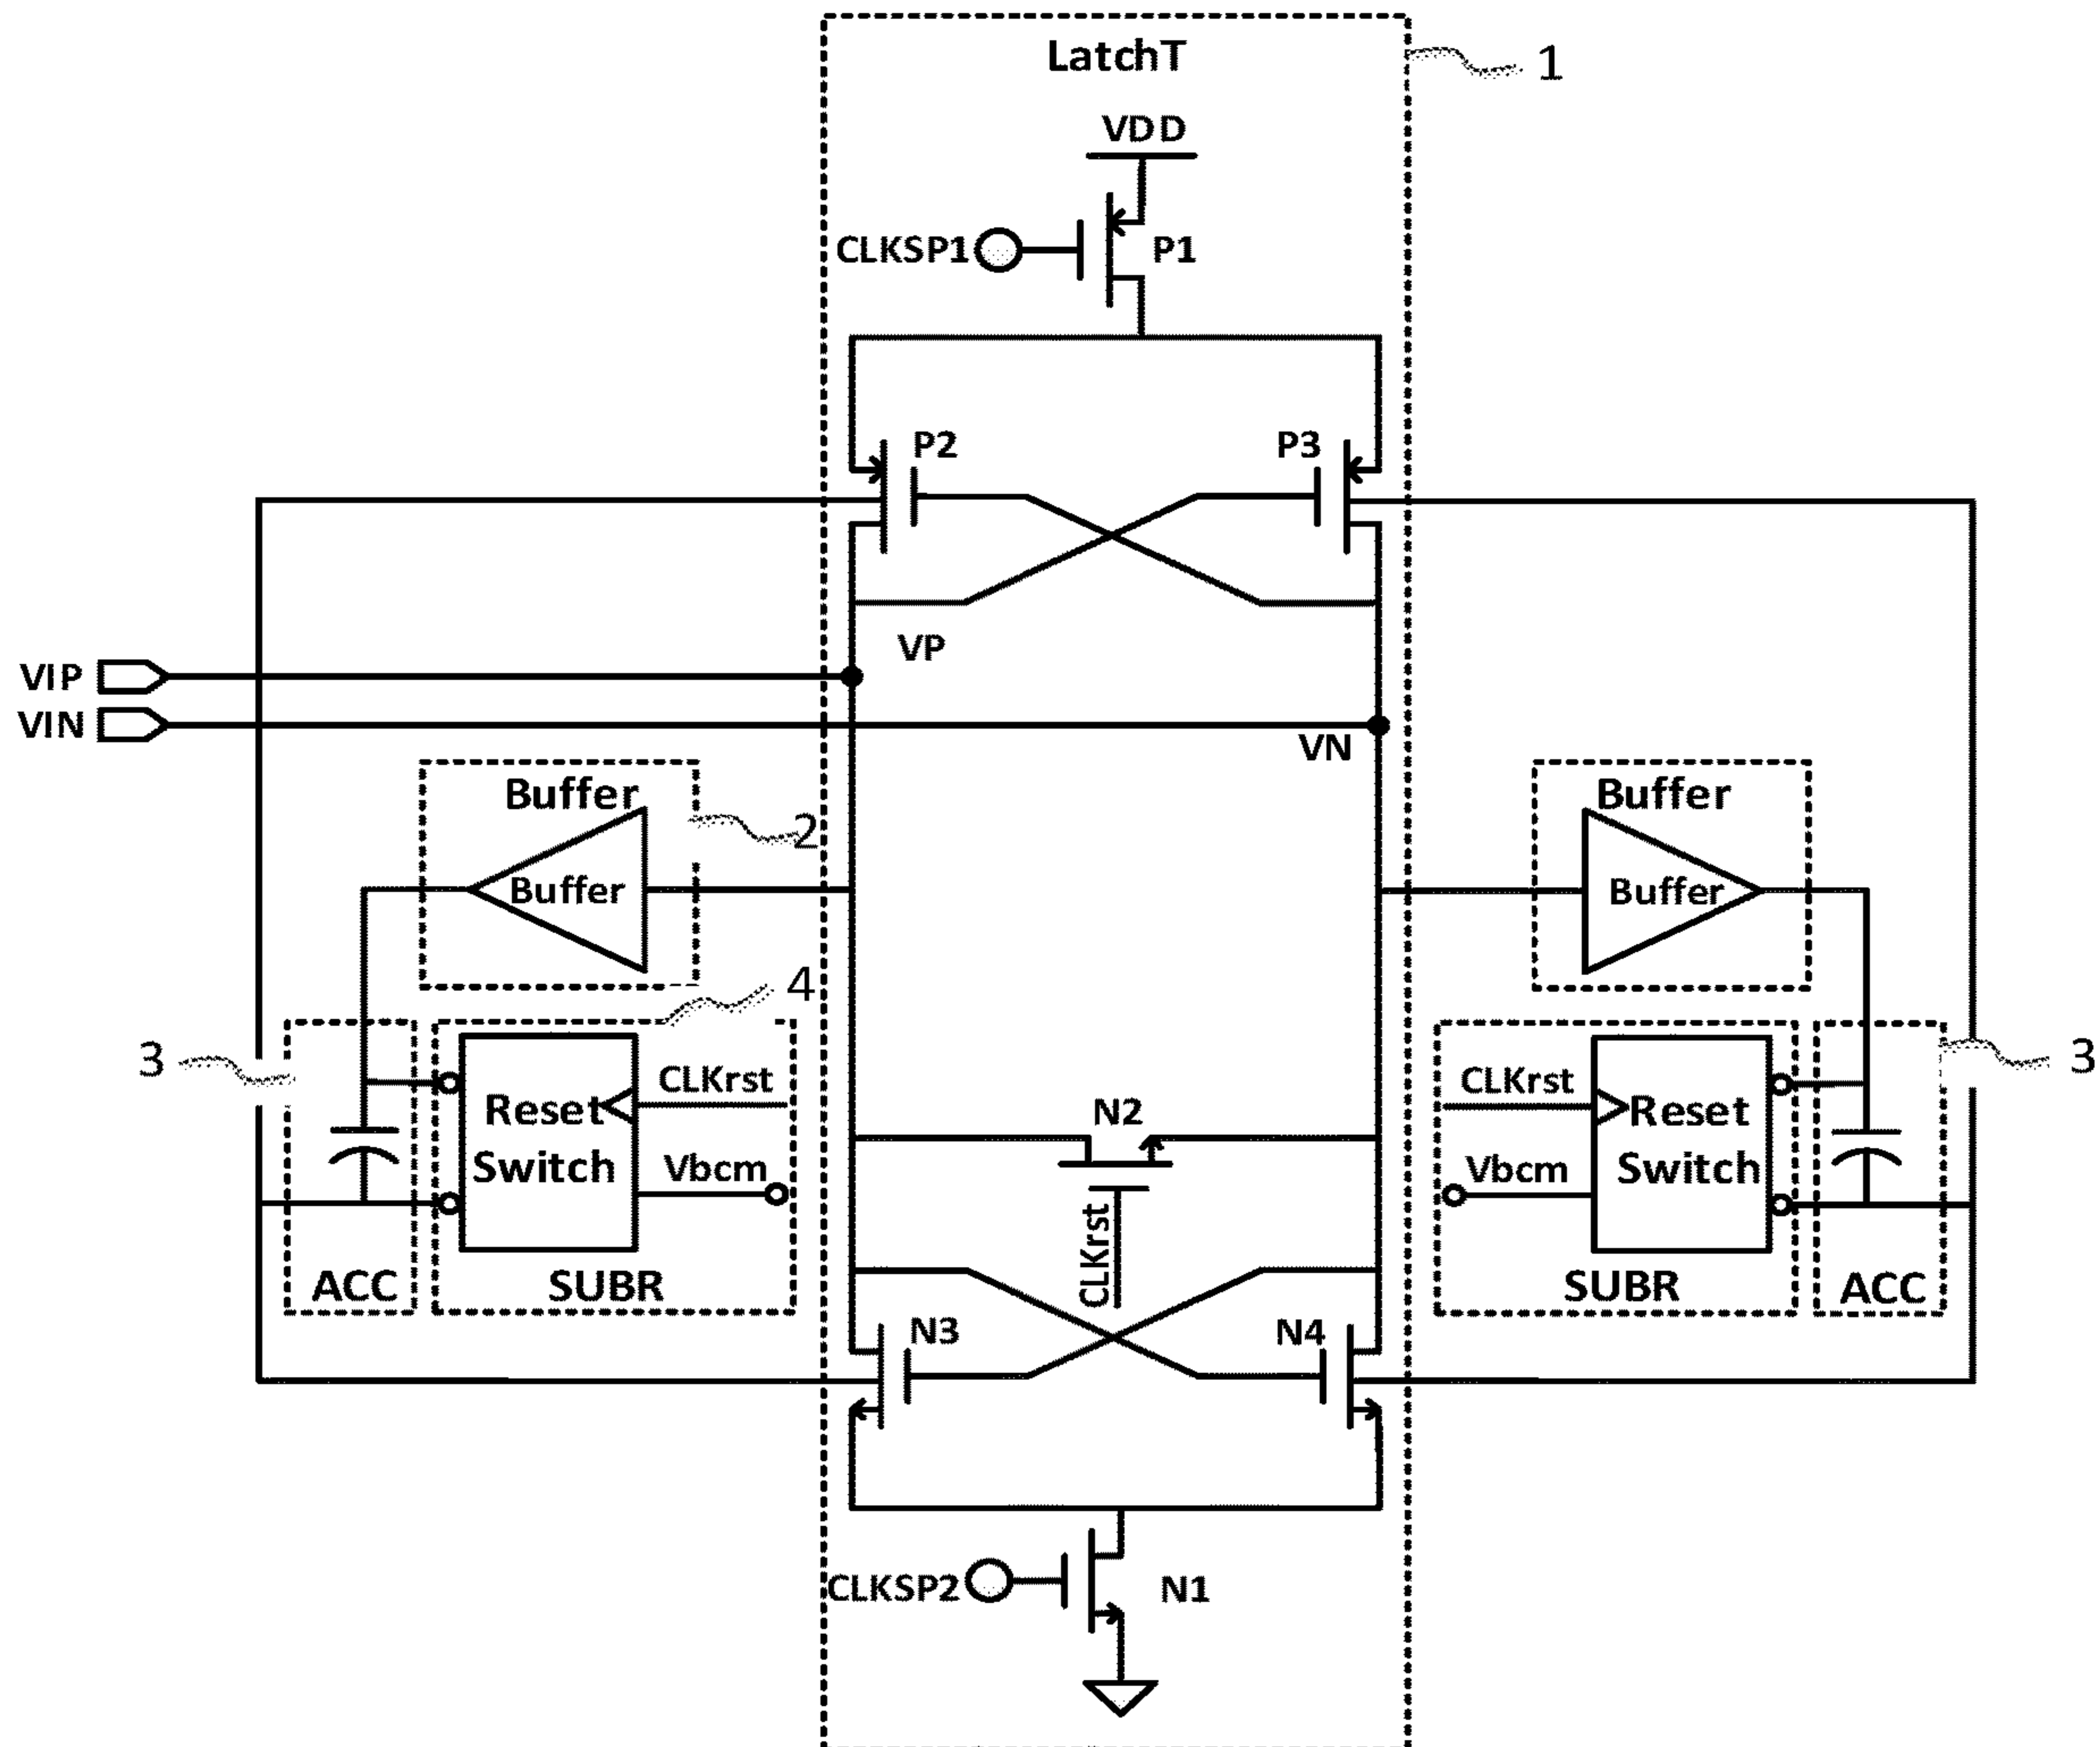 LatchT
1
VDD
CLKSP1
P1
P2
P3
VP
VIP
VIN
VN
Buffer
2
Buffer
Buffer
Buffer
4
3
CLKrst
Reset
Switch
Vbcm
ACC
SUBR
N2
CLKrst
CLKrst
Reset
Vbcm
Switch
SUBR
ACC
3
N3
N4
CLKSP2
N1